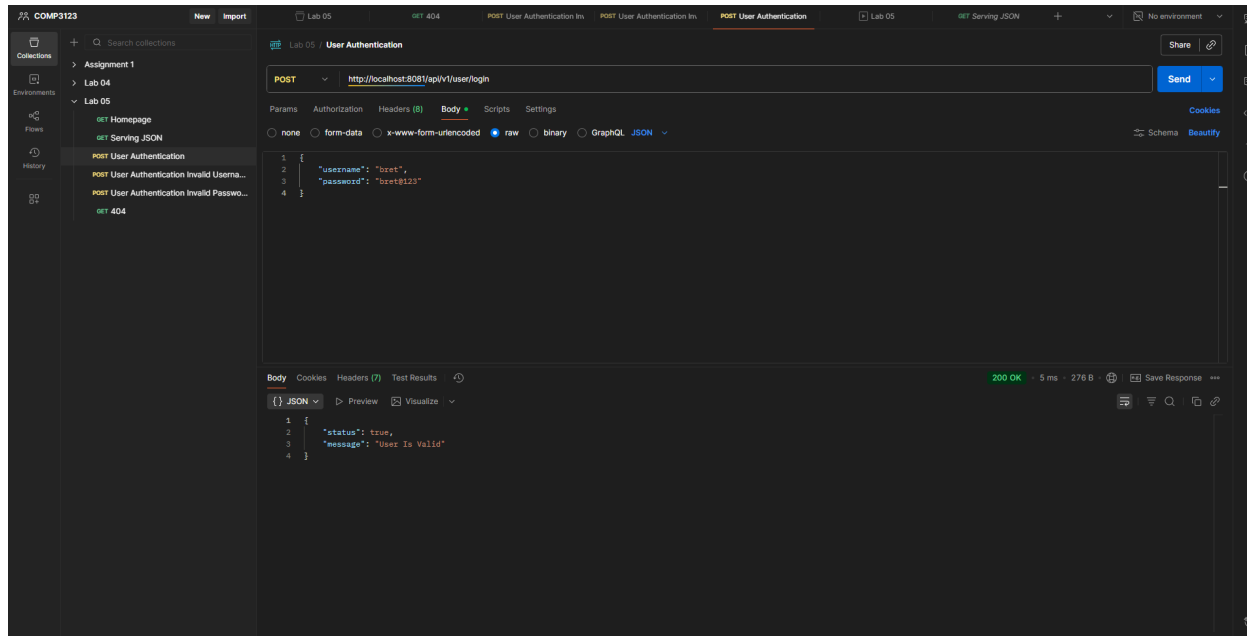 COMP3123 New Import
Lab 05 GET 404 POST User Authentication Inv POST User Authentication Inv POST User Authentication Lab 05 GET Serving JSON No environment
Collections
Environments
Flows
History
Search collections
Assignment 1
Lab 04
Lab 05
GET Homepage
GET Serving JSON
POST User Authentication
POST User Authentication Invalid Userna...
POST User Authentication Invalid Passwo...
GET 404
HTTP Lab 05 / User Authentication
Share
POST http://localhost:8081/api/v1/user/login
Send
Params Authorization Headers (8) Body Scripts Settings
Cookies
none form-data x-www-form-urlencoded raw binary GraphQL JSON
Schema Beautify
1 {
2 "username": "bret",
3 "password": "bret@123"
4 }
Body Cookies Headers (7) Test Results
200 OK 5 ms 276 B Save Response
{} JSON Preview Visualize
1 {
2 "status": true,
3 "message": "User Is Valid"
4 }